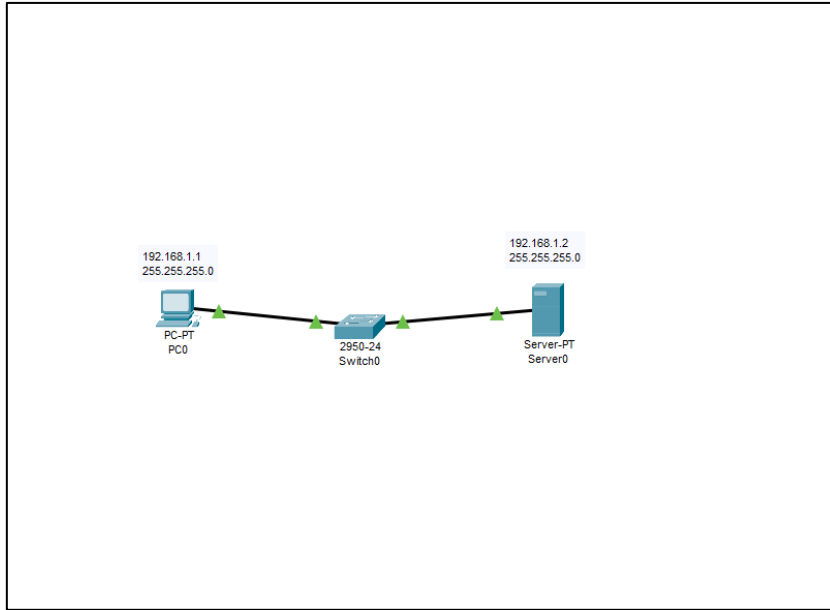 192.168.1.1
255.255.255.0
PC-PT
PC0
2950-24
Switch0
192.168.1.2
255.255.255.0
Server-PT
Server0